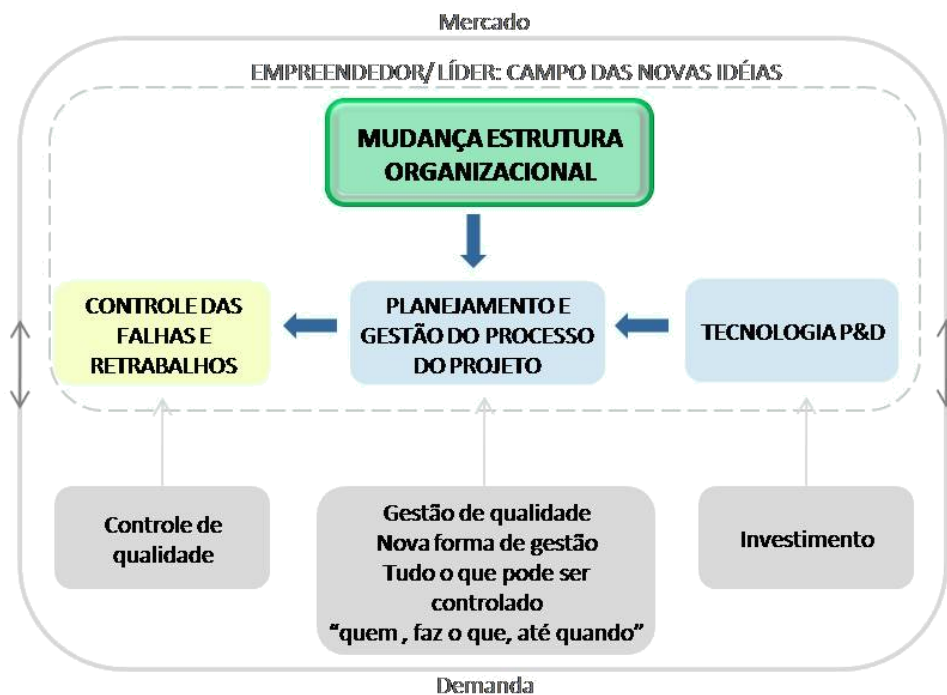 Mercado
EMPREENDEDOR/ LÍDER: CAMPO DAS NOVAS IDÉIAS
MUDANÇA ESTRUTURA
ORGANIZACIONAL
CONTROLE DAS
FALHAS E
RETRABALHOS
PLANEJAMENTO E
GESTÃO DO PROCESSO
DO PROJETO
TECNOLOGIA P&D
Controle de
qualidade
Gestão de qualidade
Nova forma de gestão
Tudo o que pode ser
controlado
“quem , faz o que, até quando”
Investimento
Demanda